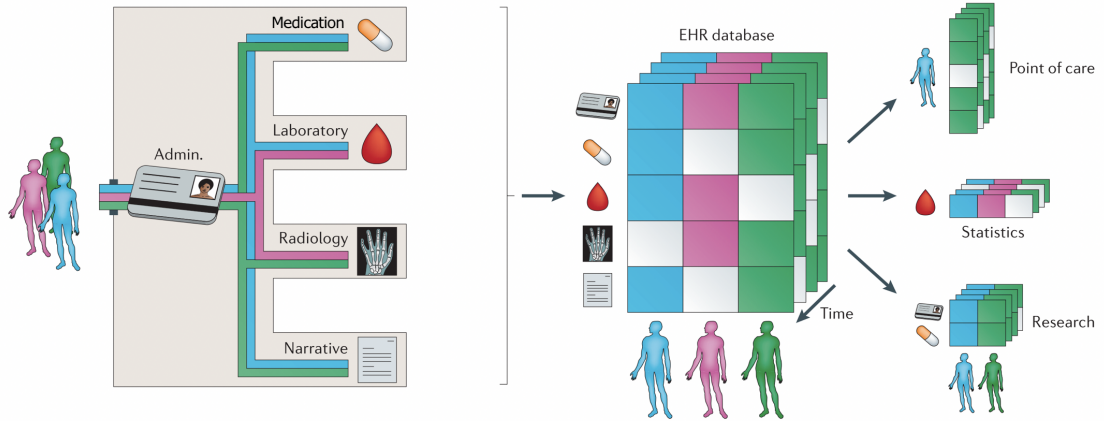 Medication
Laboratory
Admin.
Radiology
Narrative
EHR database
Time
Point of care
Statistics
Research